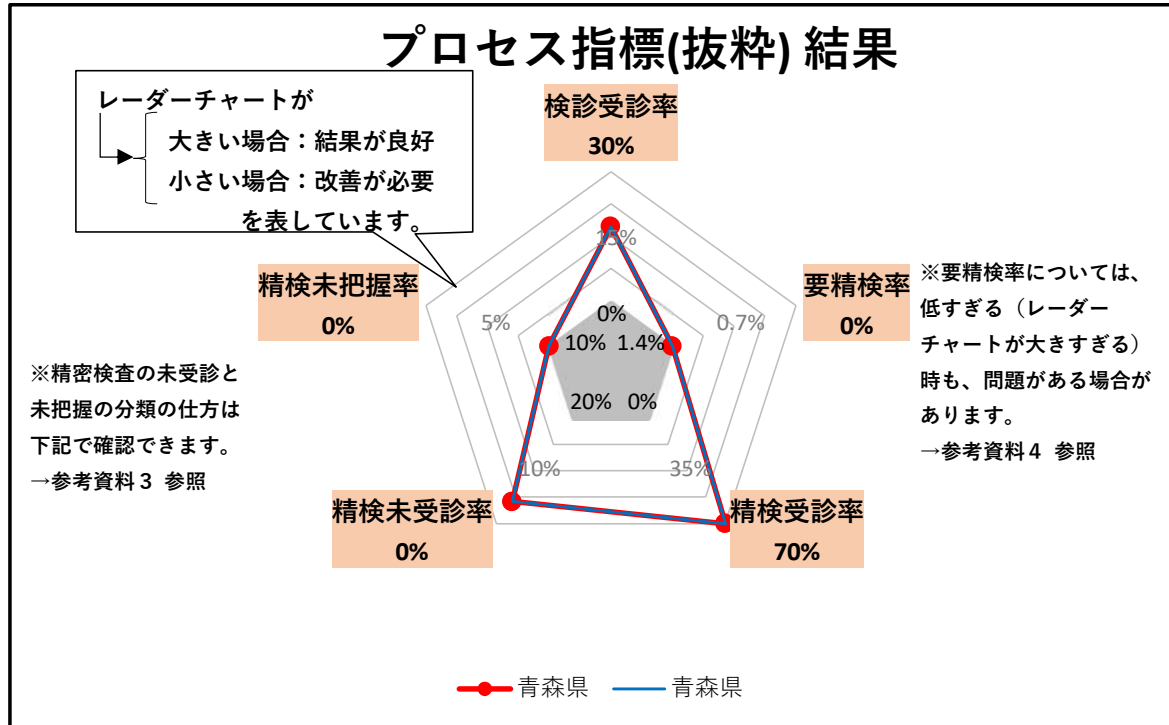 プロセス指標(抜粋) 結果
レーダーチャートが
大きい場合：結果が良好
小さい場合：改善が必要
を表しています。
検診受診率
30%
15%
0%
精検未把握率
0%
5%
10%
1.4%
0.7%
要精検率
0%
※要精検率については、
低すぎる（レーダー
チャートが大きすぎる）
時も、問題がある場合が
あります。
→参考資料４ 参照
※精密検査の未受診と
未把握の分類の仕方は
下記で確認できます。
→参考資料３ 参照
20%
0%
10%
35%
精検未受診率
0%
精検受診率
70%
青森県
青森県